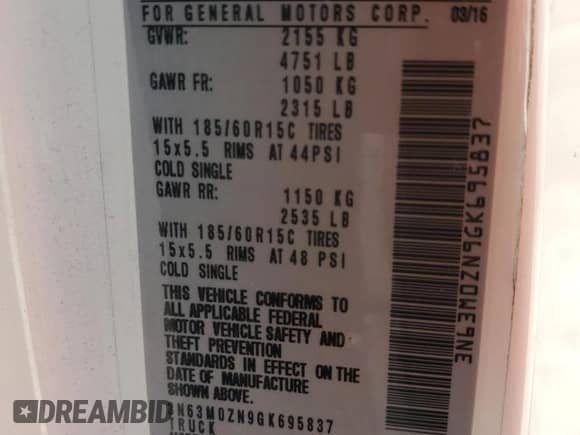 FOR GENERAL MOTORS CORP. 03/16
GVWR: 2155 KG
4751 LB
GAWR FR: 1050 KG
2315 LB
WITH 185/60R15C TIRES
15x5.5 RIMS AT 44PSI
COLD SINGLE
GAWR RR: 1150 KG
2535 LB
WITH 185/60R15C TIRES
15x5.5 RIMS AT 48 PSI
COLD SINGLE
THIS VEHICLE CONFORMS TO
ALL APPLICABLE FEDERAL
MOTOR VEHICLE SAFETY AND
THEFT PREVENTION
STANDARDS IN EFFECT ON THE
DATE OF MANUFACTURE
SHOWN ABOVE.
3N63M0ZN9GK695837
TRUCK
3N63M0ZN9GK695837
DREAMBID